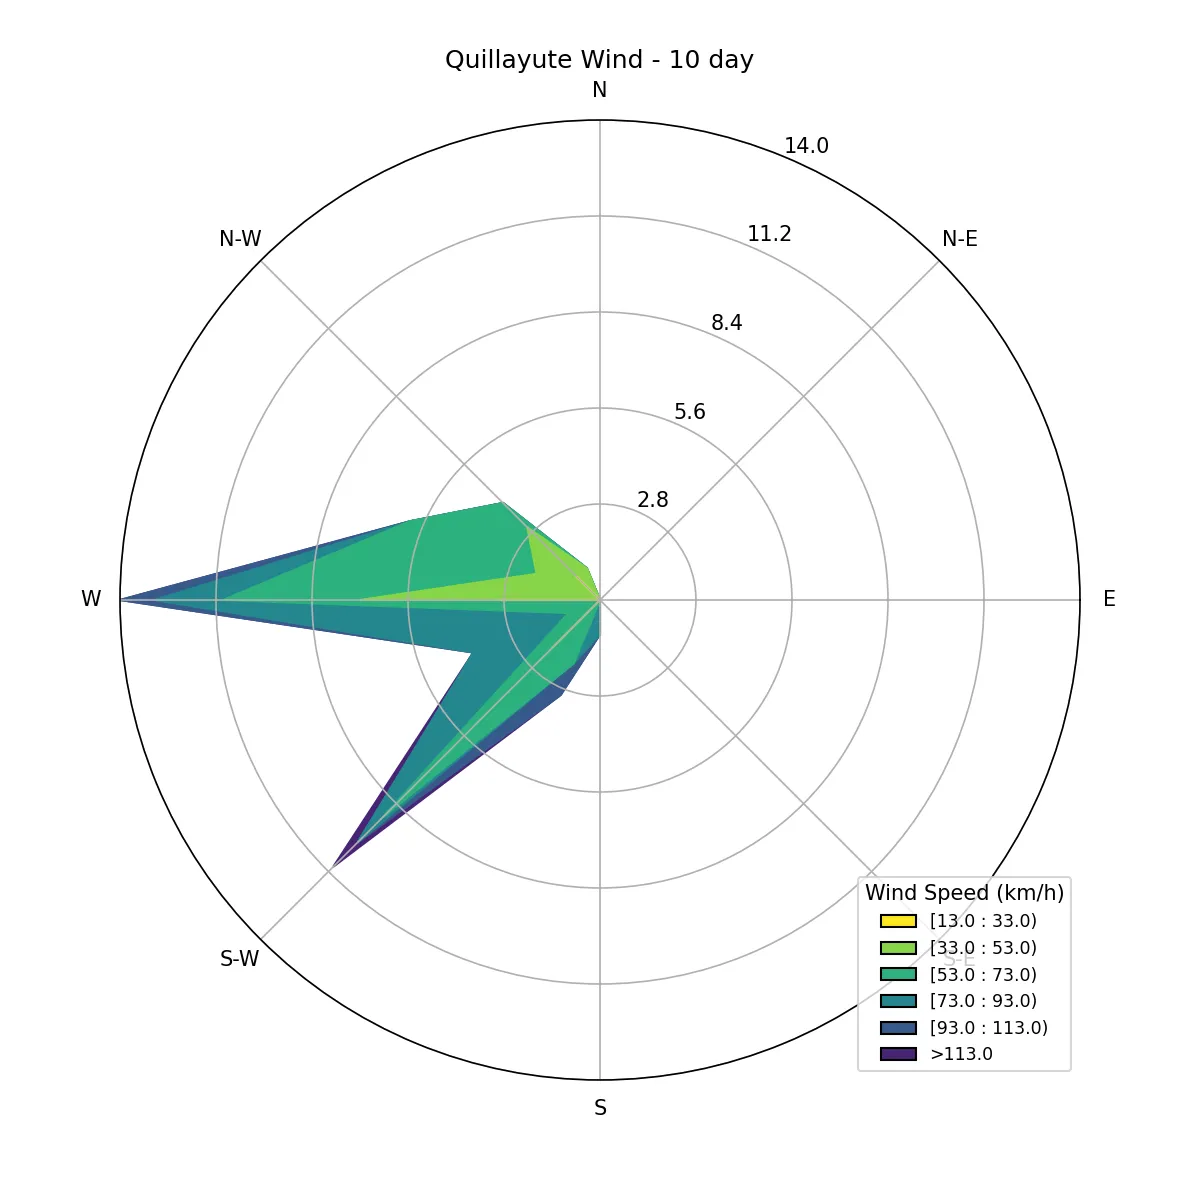 Quillayute Wind - 10 day
N
14.0
11.2
N-W
N-E
8.4
5.6
2.8
W
E
Wind Speed (km/h)
[13.0 : 33.0)
[33.0 : 53.0)
S-W
S-E
[53.0 : 73.0)
[73.0 : 93.0)
[93.0 : 113.0)
>113.0
S